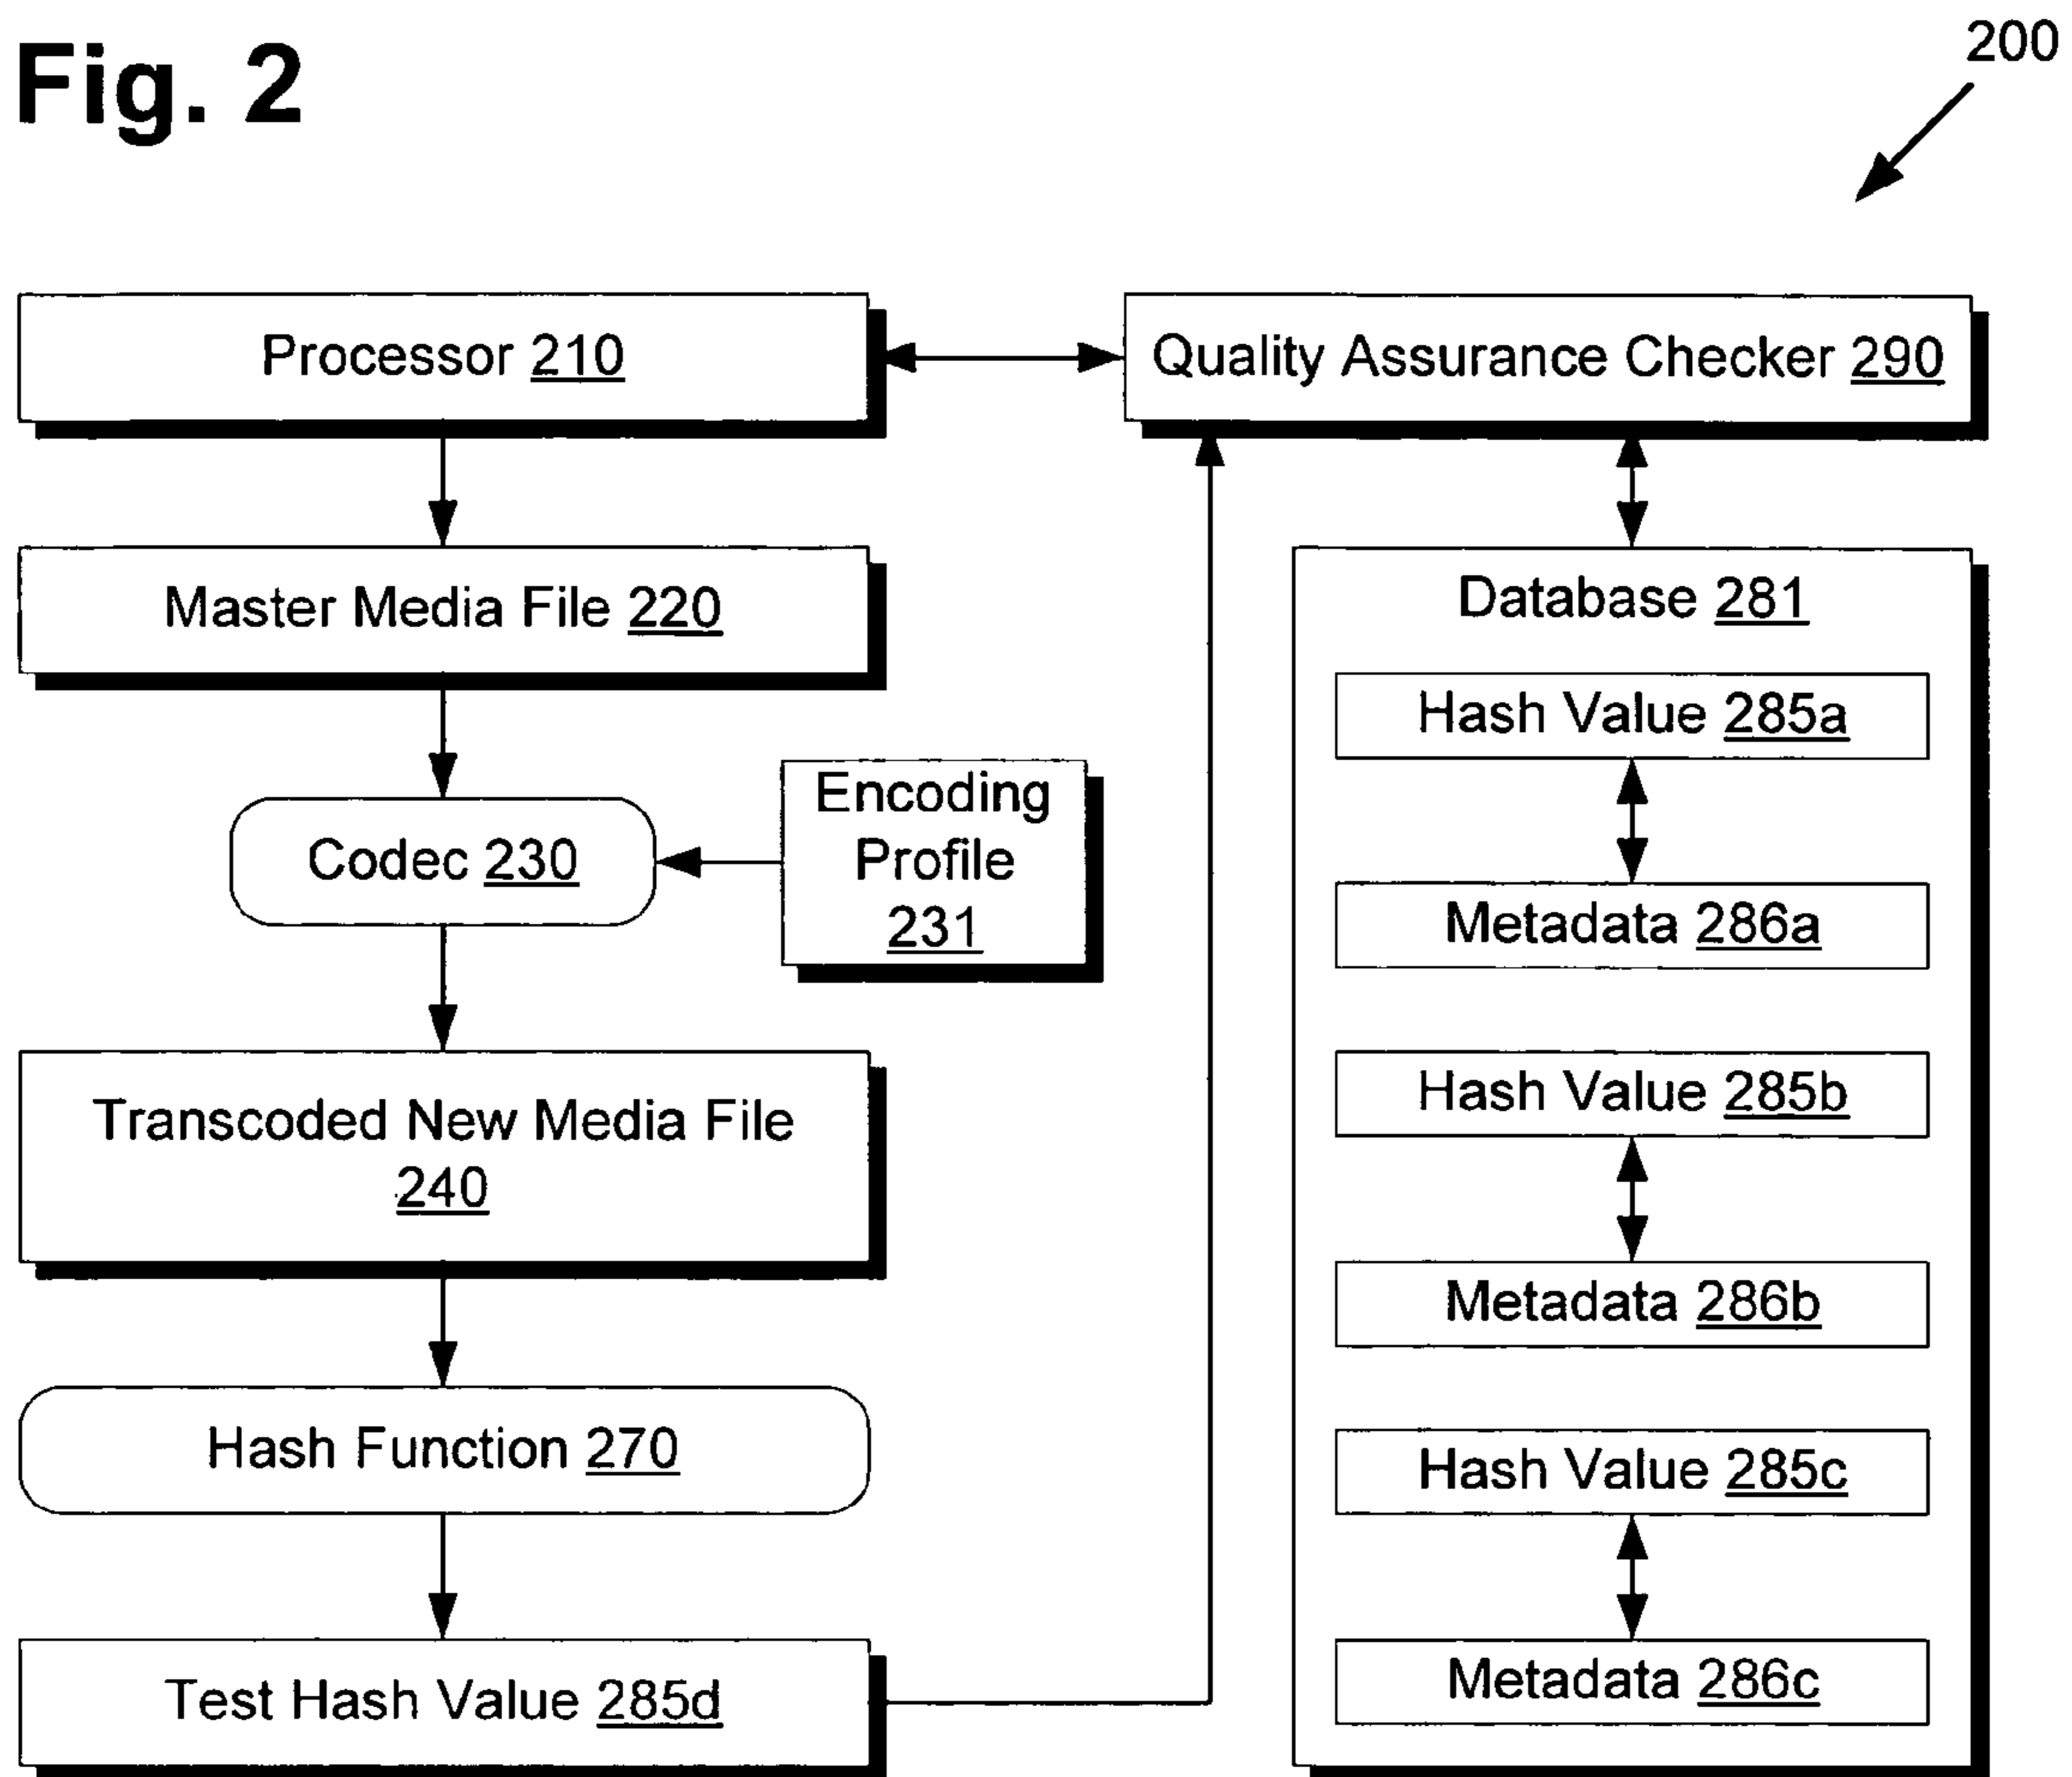 Fig. 2
200
Processor 210
Quality Assurance Checker 290
Master Media File 220
Database 281
Hash Value 285a
Encoding
Profile
231
Codec 230
Metadata 286a
Transcoded New Media File
240
Hash Value 285b
Metadata 286b
Hash Function 270
Hash Value 285c
Test Hash Value 285d
Metadata 286c